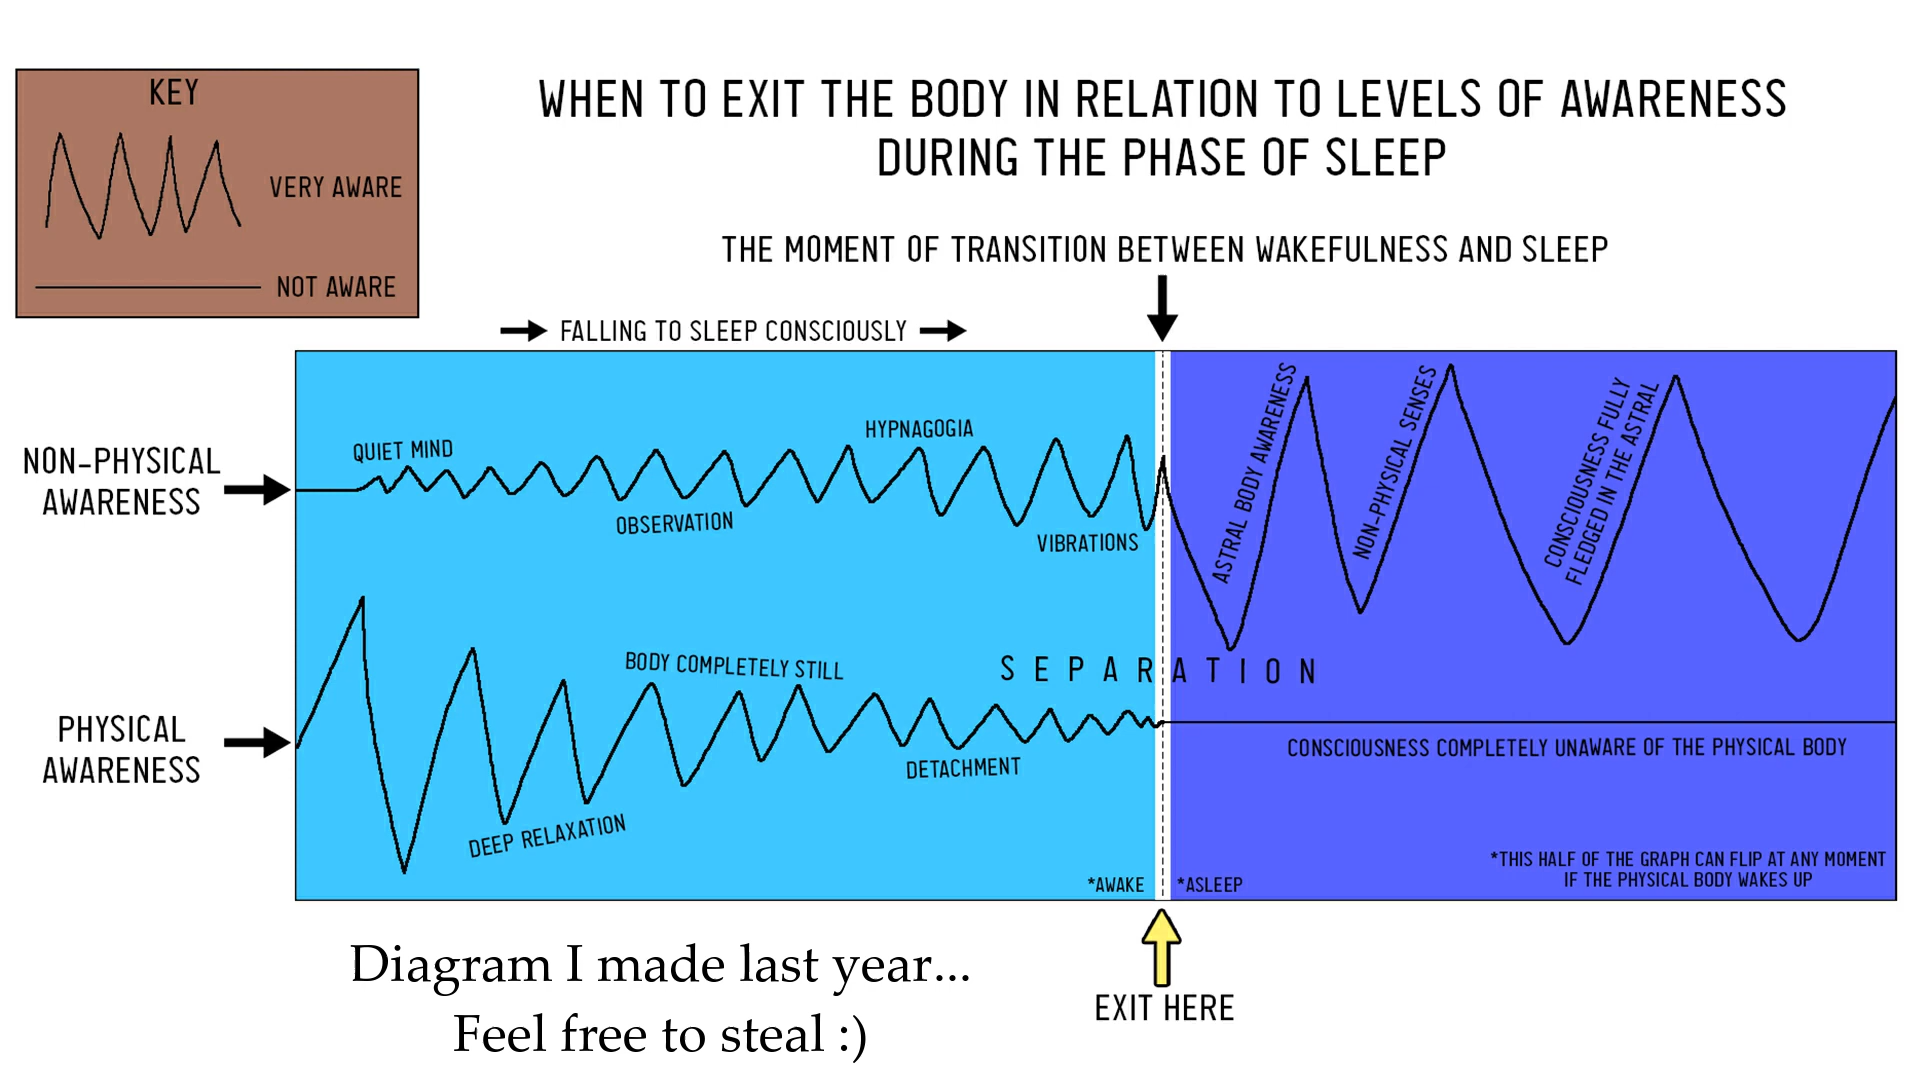 KEY
VERY AWARE
NOT AWARE
WHEN TO EXIT THE BODY IN RELATION TO LEVELS OF AWARENESS
DURING THE PHASE OF SLEEP
THE MOMENT OF TRANSITION BETWEEN WAKEFULNESS AND SLEEP
FALLING TO SLEEP CONSCIOUSLY
NON-PHYSICAL
AWARENESS
QUIET MIND
OBSERVATION
HYPNAGOGIA
VIBRATIONS
ASTRAL BODY AWARENESS
NON-PHYSICAL SENSES
CONSCIOUSNESS FULLY
FLEDGED IN THE ASTRAL
PHYSICAL
AWARENESS
DEEP RELAXATION
BODY COMPLETELY STILL
DETACHMENT
SEPARATION
CONSCIOUSNESS COMPLETELY UNAWARE OF THE PHYSICAL BODY
*AWAKE
*ASLEEP
*THIS HALF OF THE GRAPH CAN FLIP AT ANY MOMENT
IF THE PHYSICAL BODY WAKES UP
EXIT HERE
Diagram I made last year...
Feel free to steal :)